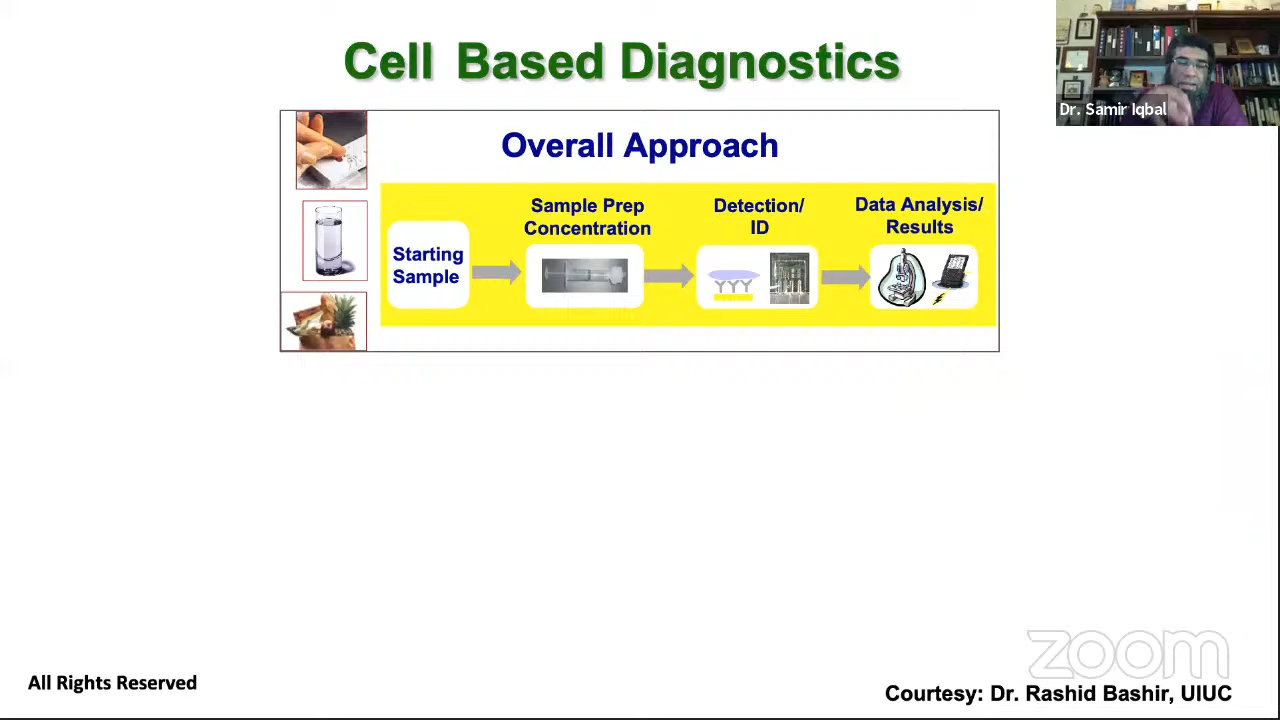 Cell Based Diagnostics
Dr. Samir Iqbal
Overall Approach
Starting
Sample
Sample Prep
Concentration
Detection/
ID
Data Analysis/
Results
zoom
All Rights Reserved
Courtesy: Dr. Rashid Bashir, UIUC